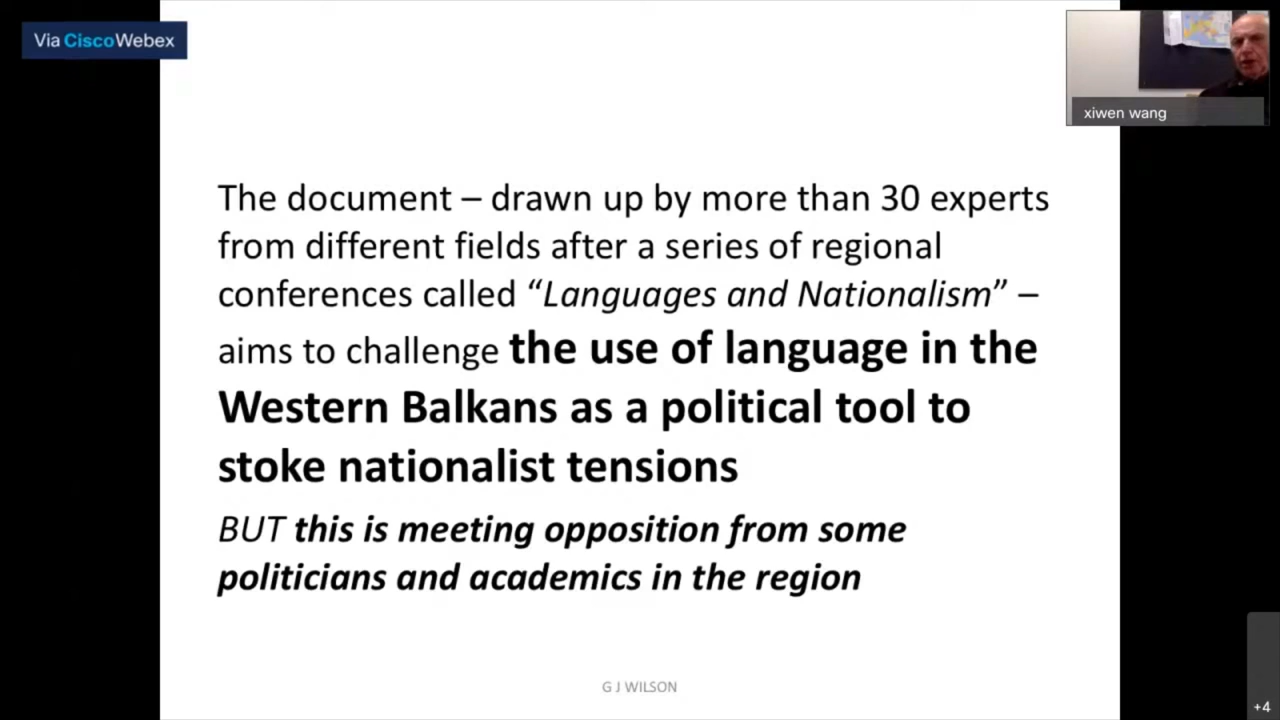 Via Cisco Webex
xiwen wang
The document – drawn up by more than 30 experts
from different fields after a series of regional
conferences called “Languages and Nationalism” –
aims to challenge the use of language in the
Western Balkans as a political tool to
stoke nationalist tensions
BUT this is meeting opposition from some
politicians and academics in the region
G J WILSON
+4